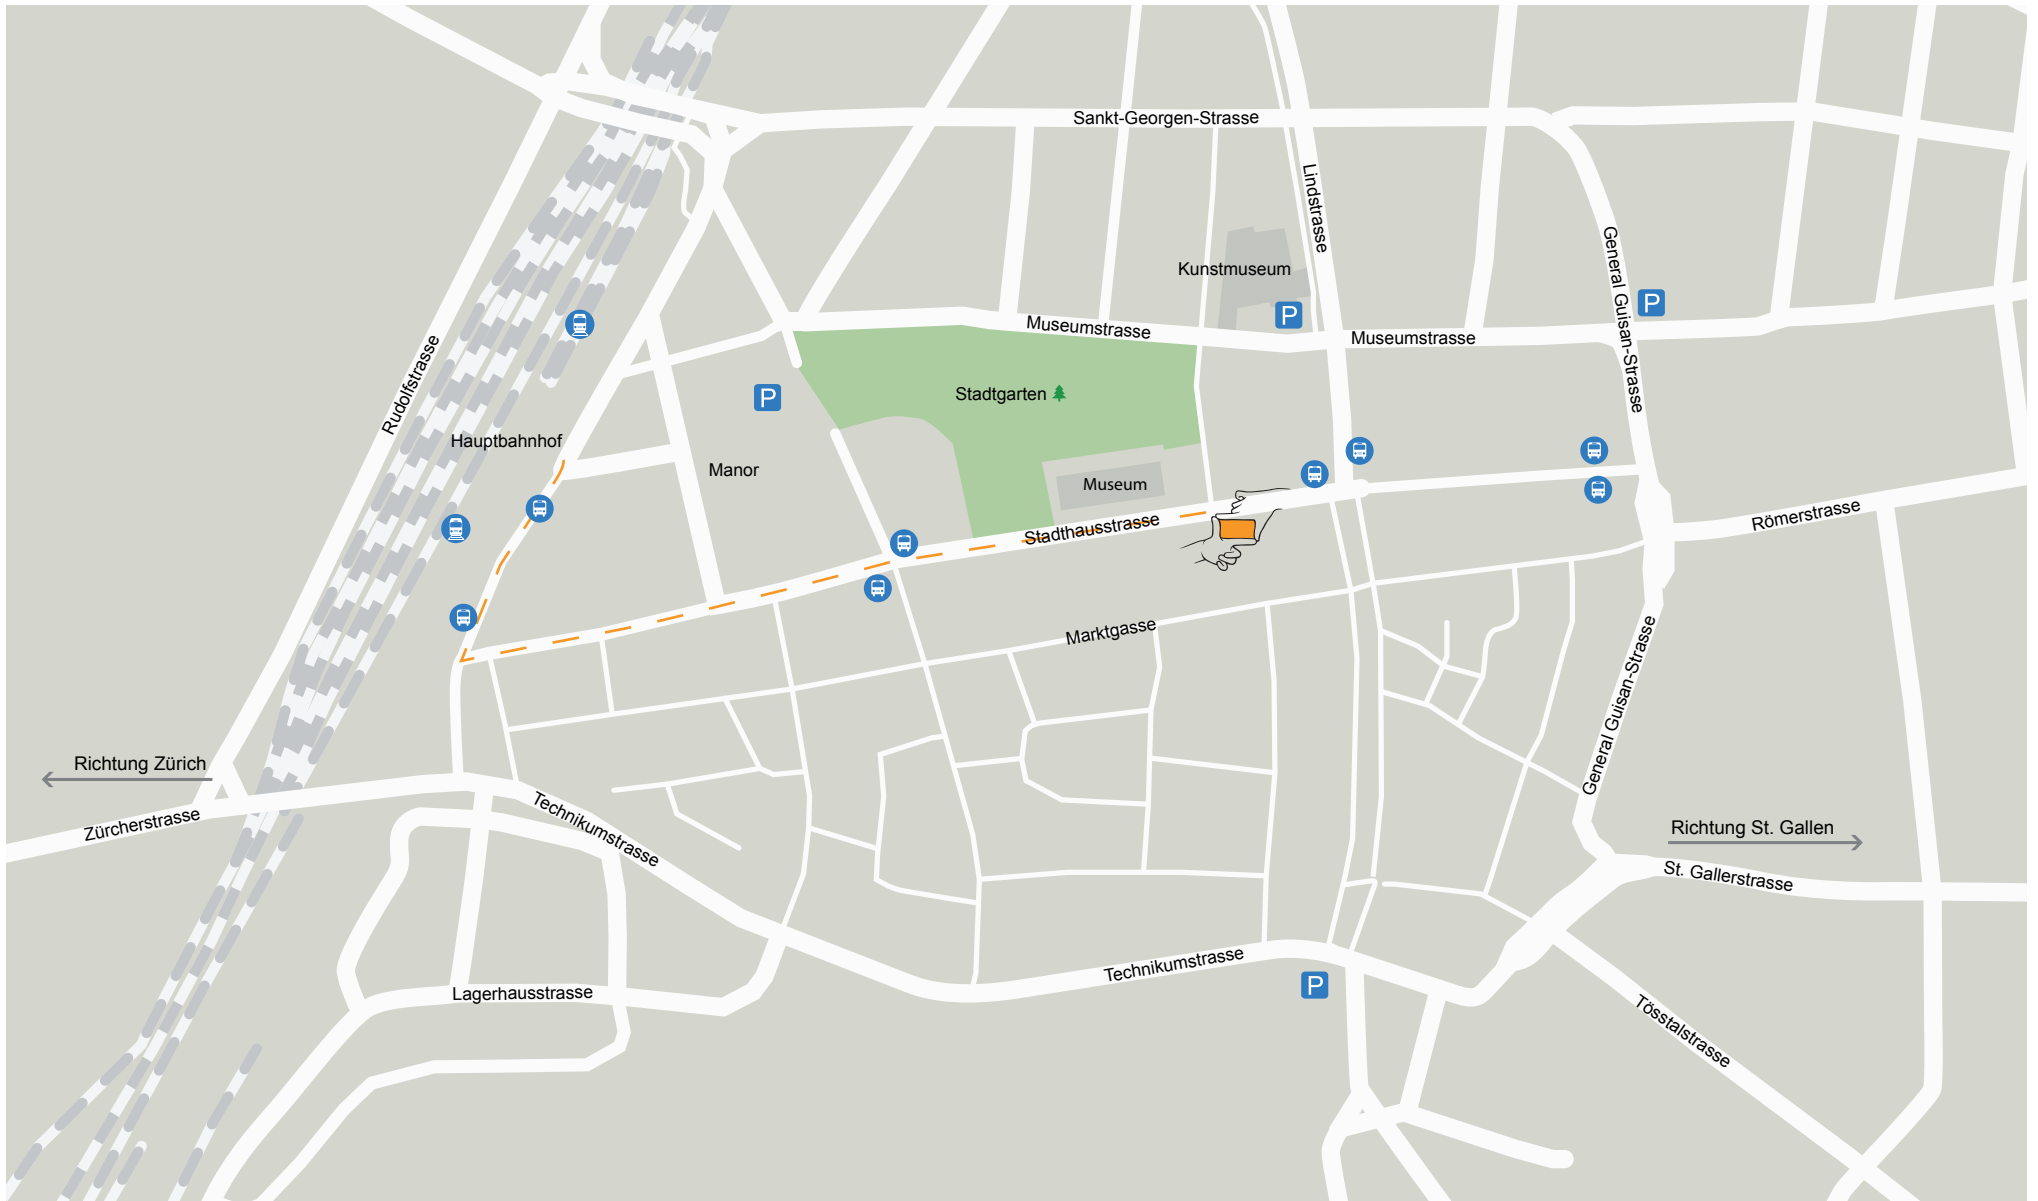 Sankt-Georgen-Strasse
Lindstrasse
General Guisan-Strasse
Kunstmuseum
P
P
Museumstrasse
Museumstrasse
Rudolfstrasse
P
Stadtgarten
Hauptbahnhof
Manor
Museum
Stadthausstrasse
Römerstrasse
Marktgasse
General Guisan-Strasse
Richtung Zürich
Zürcherstrasse
Technikumstrasse
Richtung St. Gallen
St. Gallerstrasse
Technikumstrasse
P
Lagerhausstrasse
Tösstalstrasse